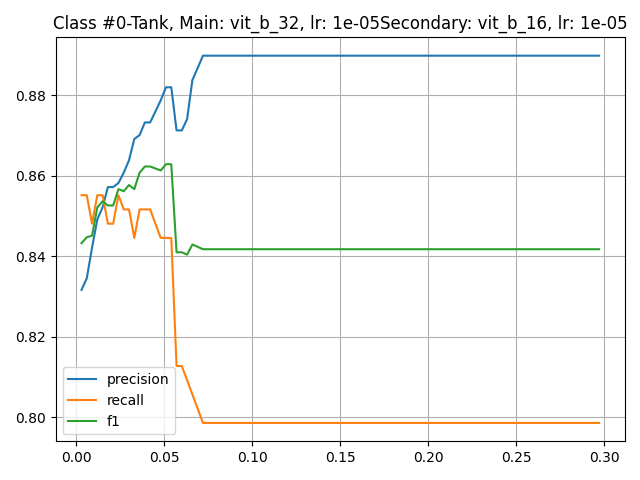 Class #0-Tank, Main: vit_b_32, lr: 1e-05Secondary: vit_b_16, lr: 1e-05
0.88
0.86
0.84
0.82
0.80
precision
recall
f1
0.00 0.05 0.10 0.15 0.20 0.25 0.30